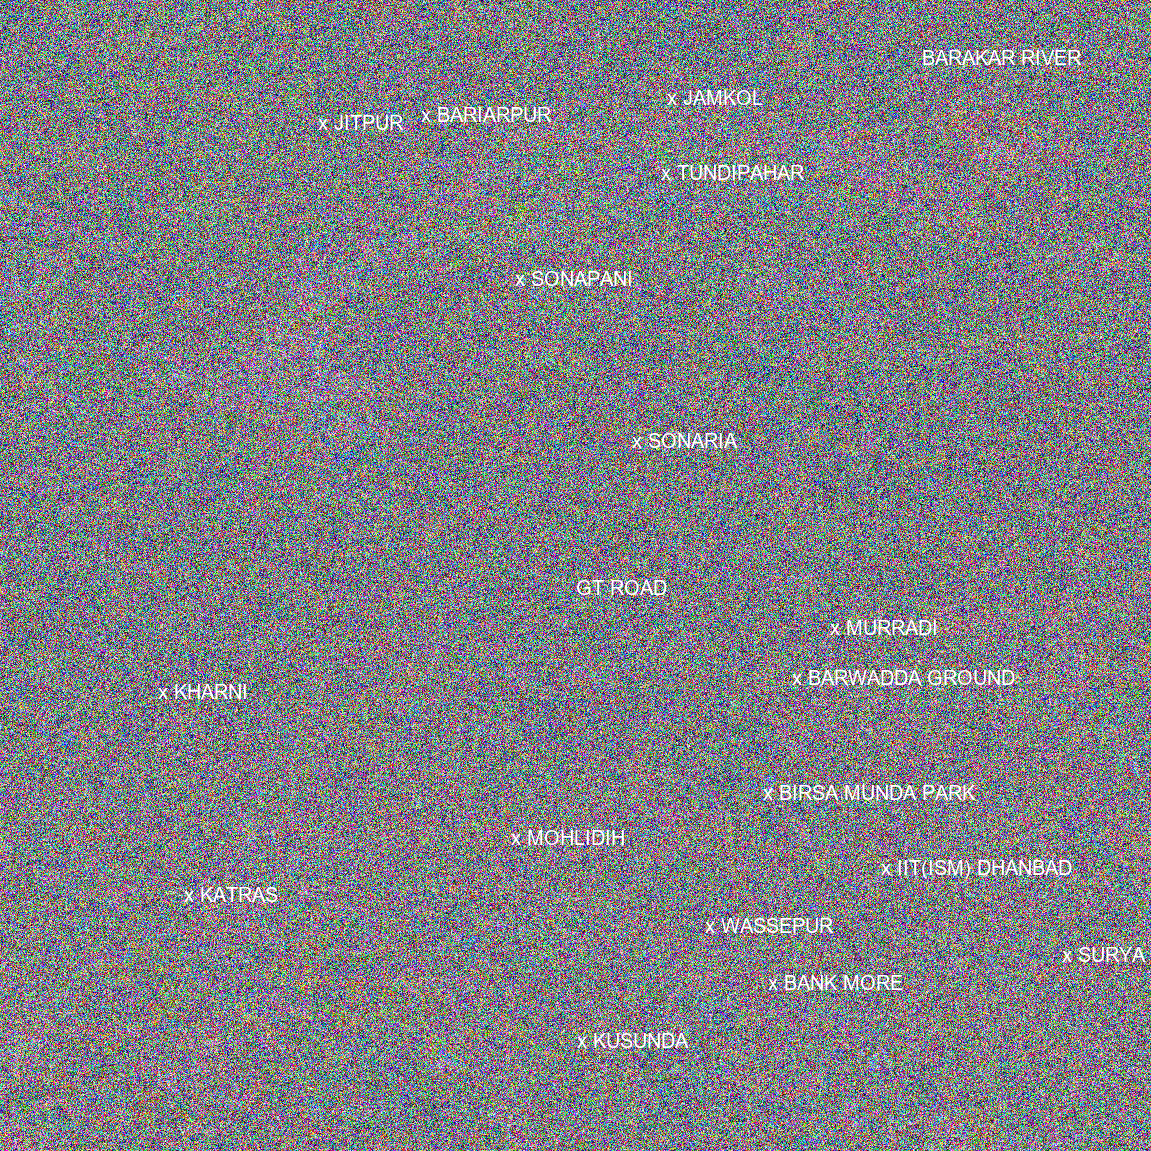 BARAKAR RIVER
x JAMKOL
x BARIARPUR
x JITPUR
x TUNDIPAHAR
x SONAPANI
x SONARIA
GT ROAD
x MURRADI
x BARWADDA GROUND
x KHARNI
x BIRSA MUNDA PARK
x MOHLIDIH
x IIT(ISM) DHANBAD
x KATRAS
x WASSEPUR
x SURYA
x BANK MORE
x KUSUNDA